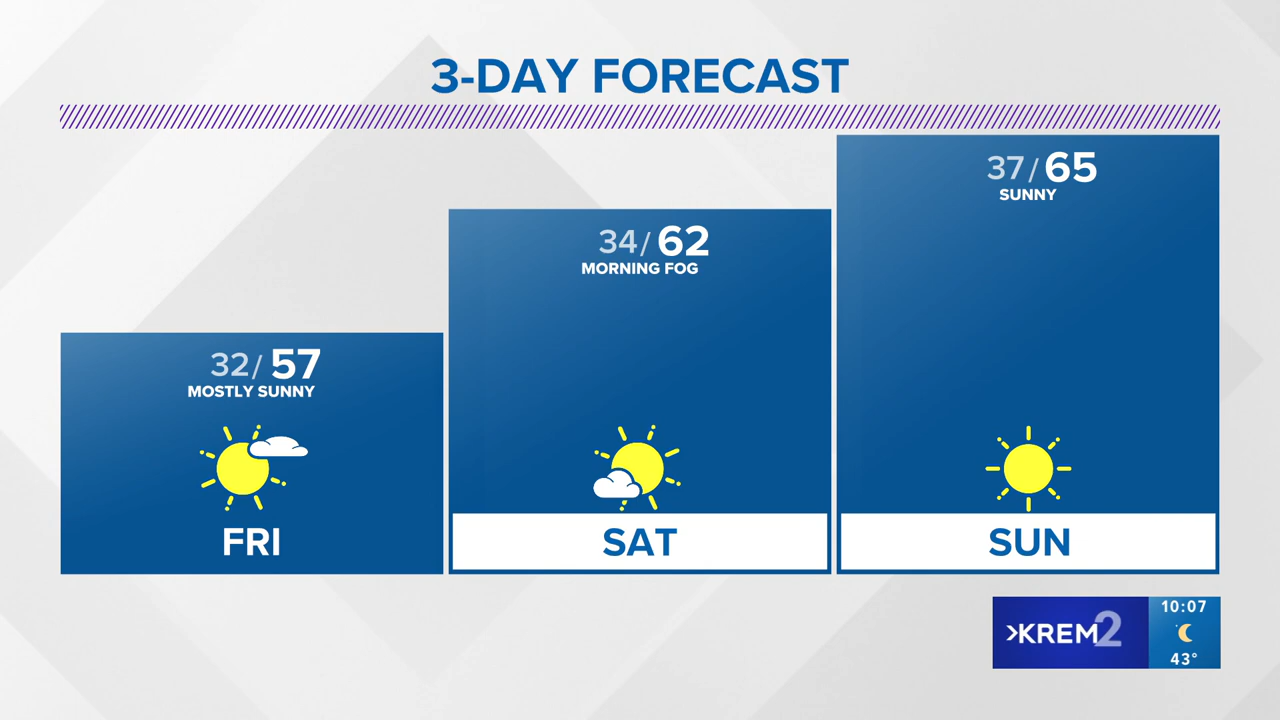 3-DAY FORECAST
32/57
MOSTLY SUNNY
FRI
34/62
MORNING FOG
SAT
37/65
SUNNY
SUN
>KREM2
10:07
43°